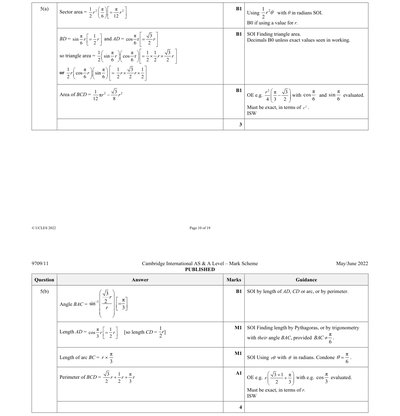 5(a)
Sector area = 1/2 r² (π/6) [= π/12 r²]
B1
Using 1/2 r²θ with θ in radians SOI.
B0 if using a value for r.
BD = sin π/6 r [= 1/2 r] and AD = cos π/6 r [= √3/2 r]
so triangle area = 1/2 (sin π/6 r)(cos π/6 r) [= 1/2 × 1/2 r × √3/2 r]
or 1/2 r (cos π/6 r)(sin π/6) [= 1/2 r × √3/2 r × 1/2]
B1
SOI Finding triangle area.
Decimals B0 unless exact values seen in working.
Area of BCD = 1/12 πr² − √3/8 r²
B1
OE e.g. r²/4 (π/3 − √3/2) with cos π/6 and sin π/6 evaluated.
Must be exact, in terms of r².
ISW
3
© UCLES 2022
Page 10 of 19
9709/11
Cambridge International AS & A Level – Mark Scheme
PUBLISHED
May/June 2022
Question
Answer
Marks
Guidance
5(b)
Angle BAC = sin⁻¹ (√3/2 r / r) [= π/3]
B1
SOI by length of AD, CD or arc, or by perimeter.
Length AD = cos π/3 r [= 1/2 r] [so length CD = 1/2 r]
M1
SOI Finding length by Pythagoras, or by trigonometry
with their angle BAC, provided BAC ≠ π/6.
Length of arc BC = r × π/3
M1
SOI Using rθ with θ in radians. Condone θ = π/6.
Perimeter of BCD = √3/2 r + 1/2 r + π/3 r
A1
OE e.g. r (√3+1/2 + π/3) with e.g. cos π/3 evaluated.
Must be exact, in terms of r.
ISW
4